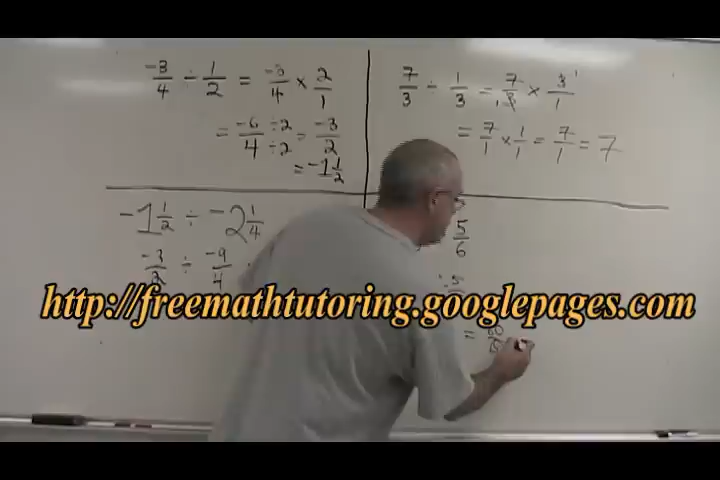 -3/4 ÷ 1/2 = -3/4 × 2/1
= -6/4 ÷2/÷2 = -3/2
= -1 1/2
7/3 ÷ 1/3 = 7/3 × 3/1
= 7/1 × 1/1 = 7/1 = 7
-1 1/2 ÷ -2 1/4
-3/2 ÷ -9/4
5/6
÷ 5
= 60
http://freemathtutoring.googlepages.com